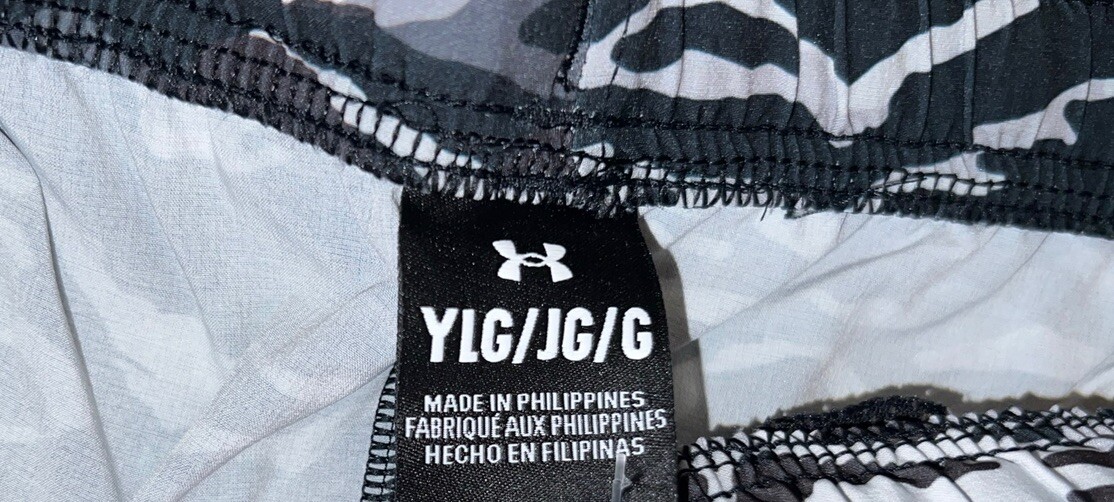 YLG/JG/G
MADE IN PHILIPPINES
FABRIQUÉ AUX PHILIPPINES
HECHO EN FILIPINAS